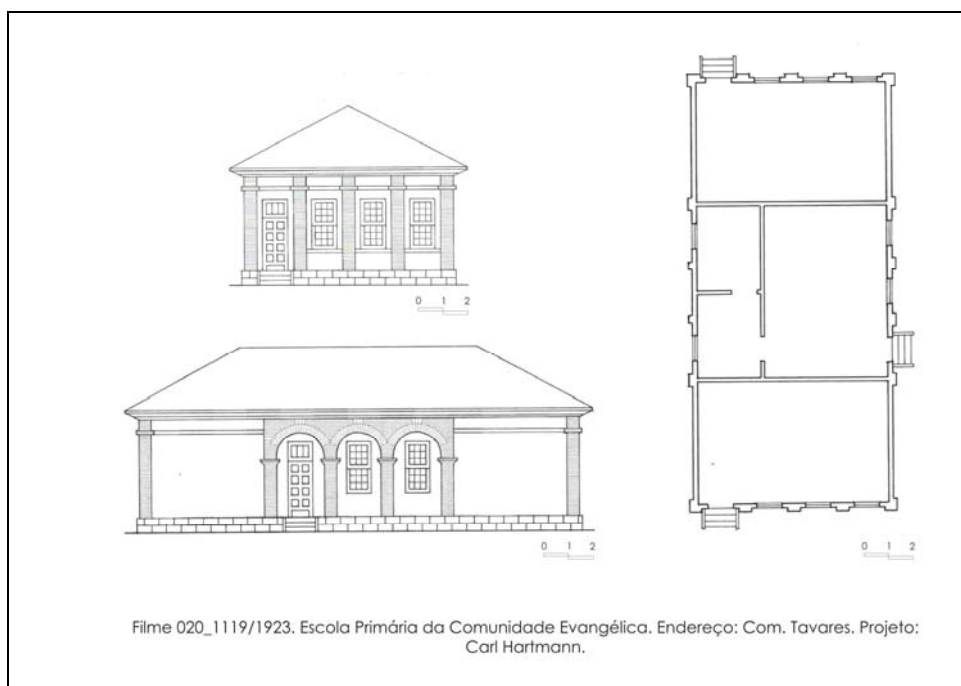 0 1 2
0 1 2
0 1 2
Filme 020_1119/1923. Escola Primária da Comunidade Evangélica. Endereço: Com. Tavares. Projeto:
Carl Hartmann.